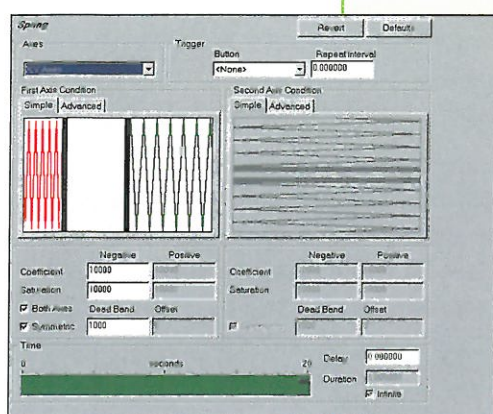 Spring
Revert Defaults
Axes
Trigger
Button Repeat Interval
<None> 0.000000
First Axis Condition Second Axis Condition
Simple Advanced Simple Advanced
Negative Positive Negative Positive
Coefficient 10000 Coefficient
Saturation 10000 Saturation
Both Axes Dead Band Offset Dead Band Offset
Symmetric 1000
Time
0 seconds 20
Delay 0.000000
Duration
Infinite